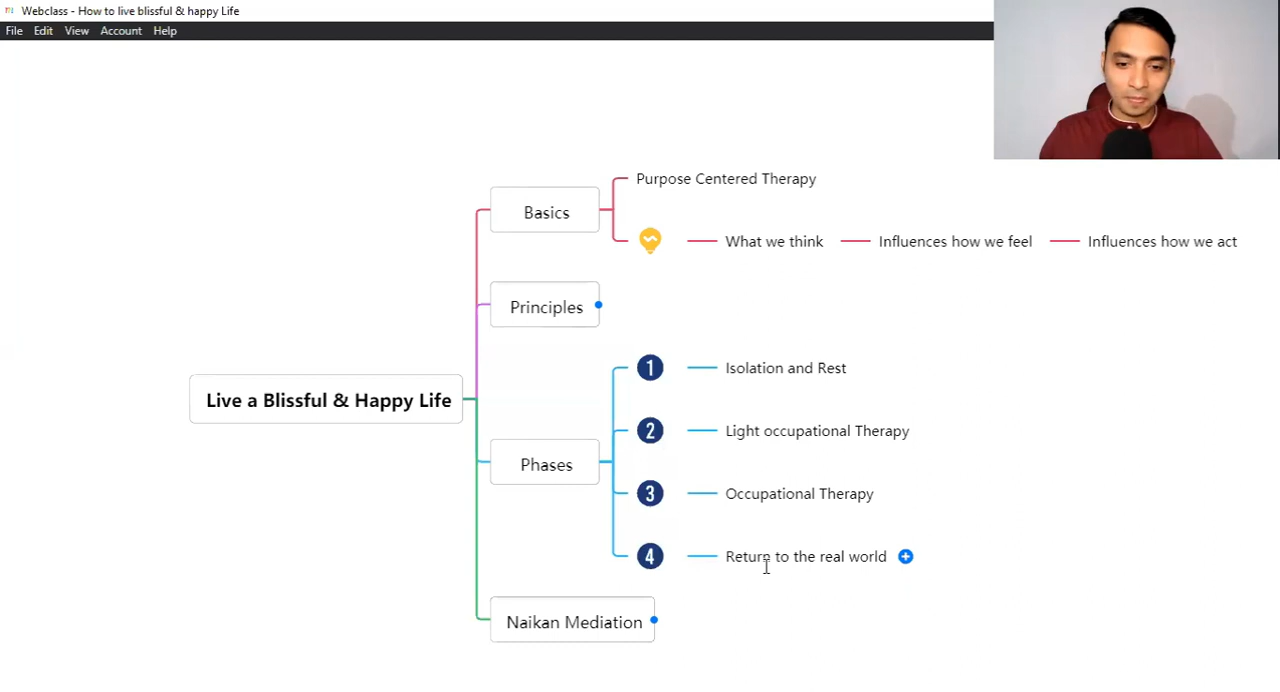 Webclass - How to live blissful & happy Life
File Edit View Account Help
Purpose Centered Therapy
Basics
What we think
Influences how we feel
Influences how we act
Principles
1
Isolation and Rest
Live a Blissful & Happy Life
2
Light occupational Therapy
Phases
3
Occupational Therapy
4
Return to the real world
Naikan Mediation